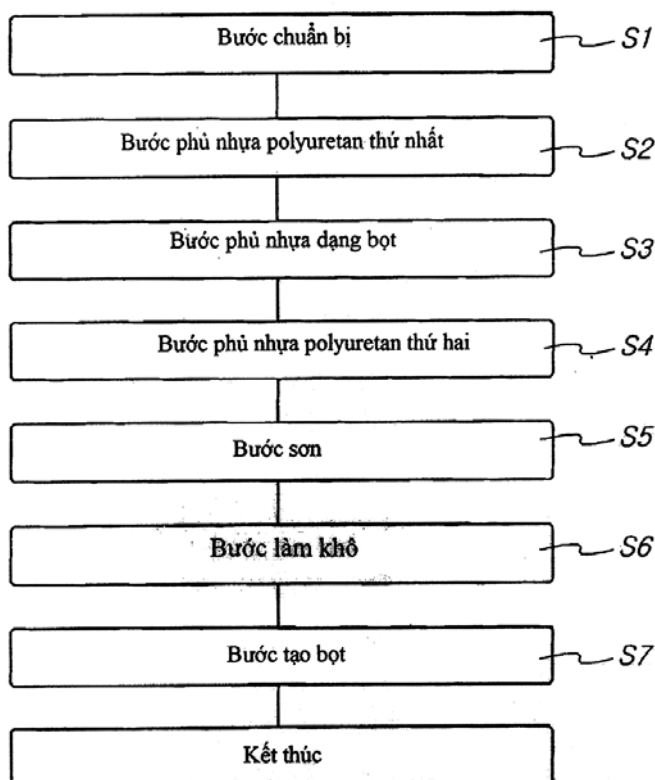 Bước chuẩn bị S1
Bước phủ nhựa polyuretan thứ nhất S2
Bước phủ nhựa dạng bọt S3
Bước phủ nhựa polyuretan thứ hai S4
Bước sơn S5
Bước làm khô S6
Bước tạo bọt S7
Kết thúc